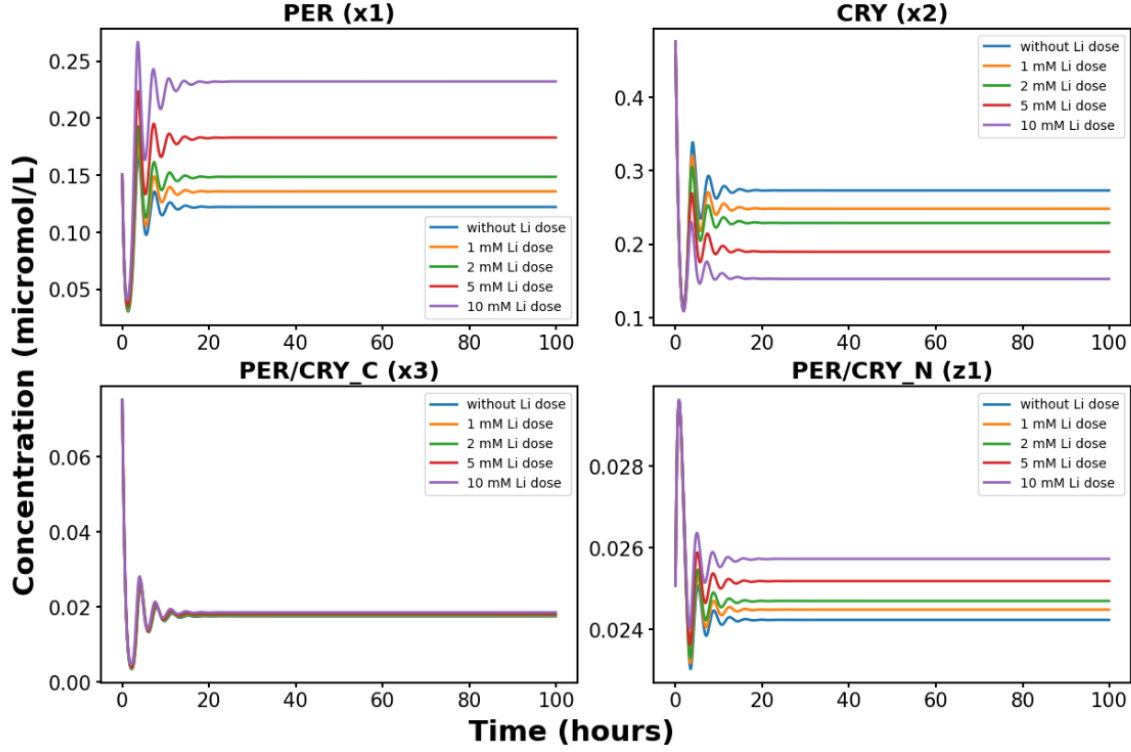 PER (x1)
CRY (x2)
Concentration (micromol/L)
0.25
0.20
0.15
0.10
0.05
without Li dose
1 mM Li dose
2 mM Li dose
5 mM Li dose
10 mM Li dose
0 20 40 60 80 100
0.4
0.3
0.2
0.1
without Li dose
1 mM Li dose
2 mM Li dose
5 mM Li dose
10 mM Li dose
0 20 40 60 80 100
PER/CRY_C (x3)
PER/CRY_N (z1)
0.06
0.04
0.02
0.00
without Li dose
1 mM Li dose
2 mM Li dose
5 mM Li dose
10 mM Li dose
0 20 40 60 80 100
0.028
0.026
0.024
without Li dose
1 mM Li dose
2 mM Li dose
5 mM Li dose
10 mM Li dose
0 20 40 60 80 100
Time (hours)